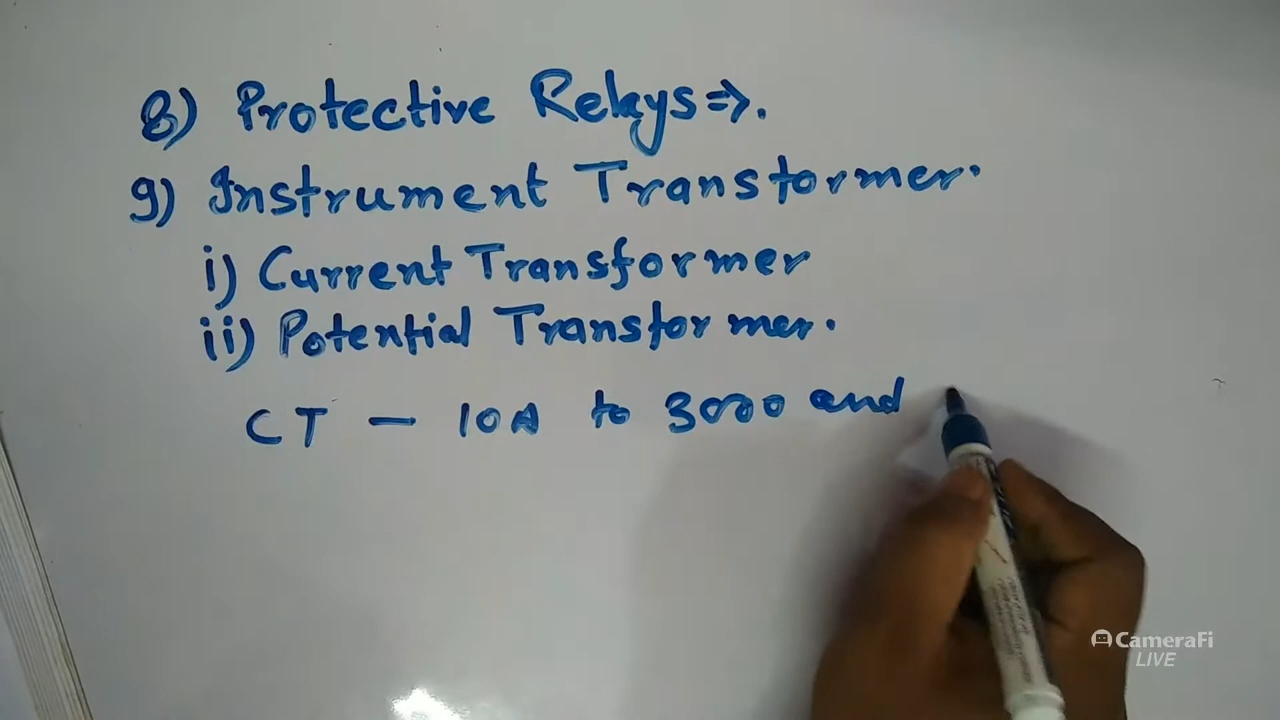 8) Protective Relays ⇒.
9) Instrument Transformer.
i) Current Transformer
ii) Potential Transformer.
CT - 10A to 3000 and
CameraFi
LIVE